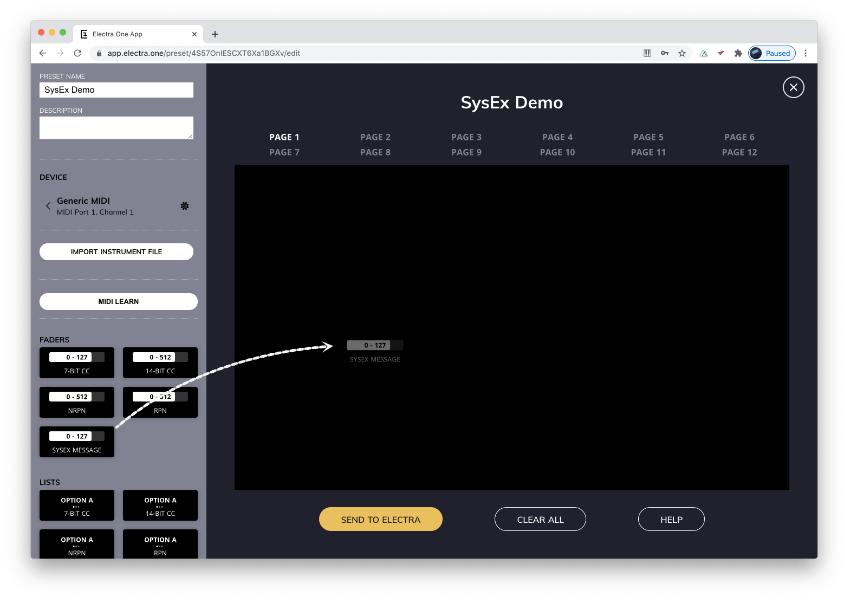 Electra One App
app.electra.one/preset/4S57OnIESCXT6Xa1BGXv/edit
Paused
PRESET NAME
SysEx Demo
DESCRIPTION
DEVICE
Generic MIDI
MIDI Port 1, Channel 1
IMPORT INSTRUMENT FILE
MIDI LEARN
FADERS
0 - 127
7-BIT CC
0 - 512
14-BIT CC
0 - 512
NRPN
0 - 512
RPN
0 - 127
SYSEX MESSAGE
LISTS
OPTION A
7-BIT CC
OPTION A
14-BIT CC
OPTION A
NRPN
OPTION A
RPN
SysEx Demo
PAGE 1 PAGE 2 PAGE 3 PAGE 4 PAGE 5 PAGE 6
PAGE 7 PAGE 8 PAGE 9 PAGE 10 PAGE 11 PAGE 12
0 - 127
SYSEX MESSAGE
SEND TO ELECTRA
CLEAR ALL
HELP